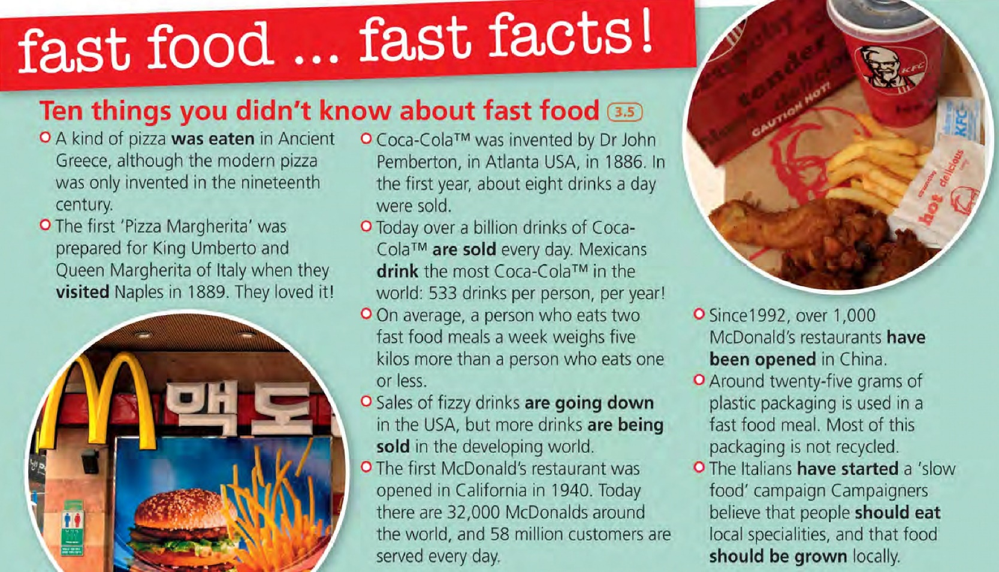 fast food ... fast facts!
Ten things you didn't know about fast food 3.5
A kind of pizza was eaten in Ancient
Greece, although the modern pizza
was only invented in the nineteenth
century.
The first 'Pizza Margherita' was
prepared for King Umberto and
Queen Margherita of Italy when they
visited Naples in 1889. They loved it!
맥도
Coca-Cola™ was invented by Dr John
Pemberton, in Atlanta USA, in 1886. In
the first year, about eight drinks a day
were sold.
Today over a billion drinks of Coca-
Cola™ are sold every day. Mexicans
drink the most Coca-Cola™ in the
world: 533 drinks per person, per year!
On average, a person who eats two
fast food meals a week weighs five
kilos more than a person who eats one
or less.
Sales of fizzy drinks are going down
in the USA, but more drinks are being
sold in the developing world.
The first McDonald's restaurant was
opened in California in 1940. Today
there are 32,000 McDonalds around
the world, and 58 million customers are
served every day.
tender
delicious
CAUTION HOT!
KFC
KFC
hot delicious
Since1992, over 1,000
McDonald's restaurants have
been opened in China.
Around twenty-five grams of
plastic packaging is used in a
fast food meal. Most of this
packaging is not recycled.
The Italians have started a 'slow
food' campaign Campaigners
believe that people should eat
local specialities, and that food
should be grown locally.